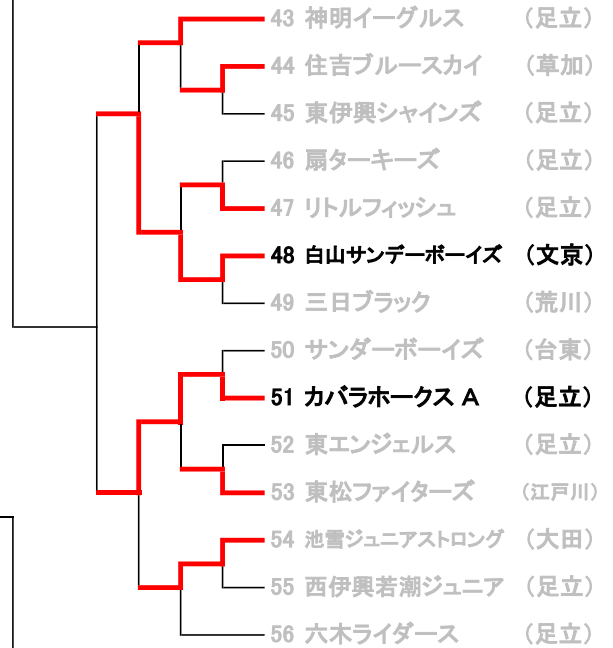 43 神明イーグルス （足立）
44 住吉ブルースカイ （草加）
45 東伊興シャインズ （足立）
46 扇ターキーズ （足立）
47 リトルフィッシュ （足立）
48 白山サンデーボーイズ （文京）
49 三日ブラック （荒川）
50 サンダーボーイズ （台東）
51 カバラホークス A （足立）
52 東エンジェルス （足立）
53 東松ファイターズ （江戸川）
54 池雪ジュニアストロング （大田）
55 西伊興若潮ジュニア （足立）
56 六木ライダース （足立）